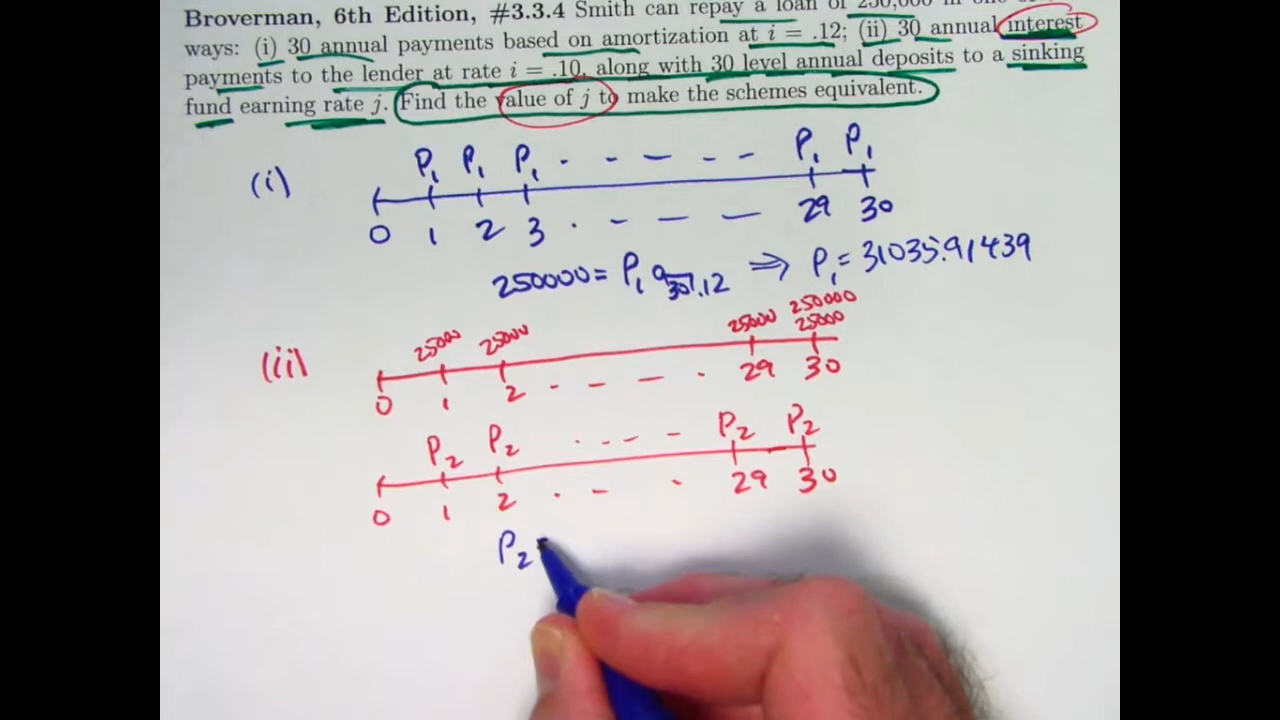 Broverman, 6th Edition, #3.3.4 Smith can repay a loan of 250,000 in one
ways: (i) 30 annual payments based on amortization at i = .12; (ii) 30 annual interest
payments to the lender at rate i = .10, along with 30 level annual deposits to a sinking
fund earning rate j. Find the value of j to make the schemes equivalent.
(i) P₁ P₁ P₁ · - — - - P₁ P₁
0 1 2 3 · - — — 29 30
250000 = P₁ a30⌉.12 ⇒ P₁ = 31035.91439
(ii) 25000 25000 25000 250000 25000
0 1 2 · - — · 29 30
P₂ P₂ · · - - P₂ P₂
0 1 2 · - · 29 30
P₂